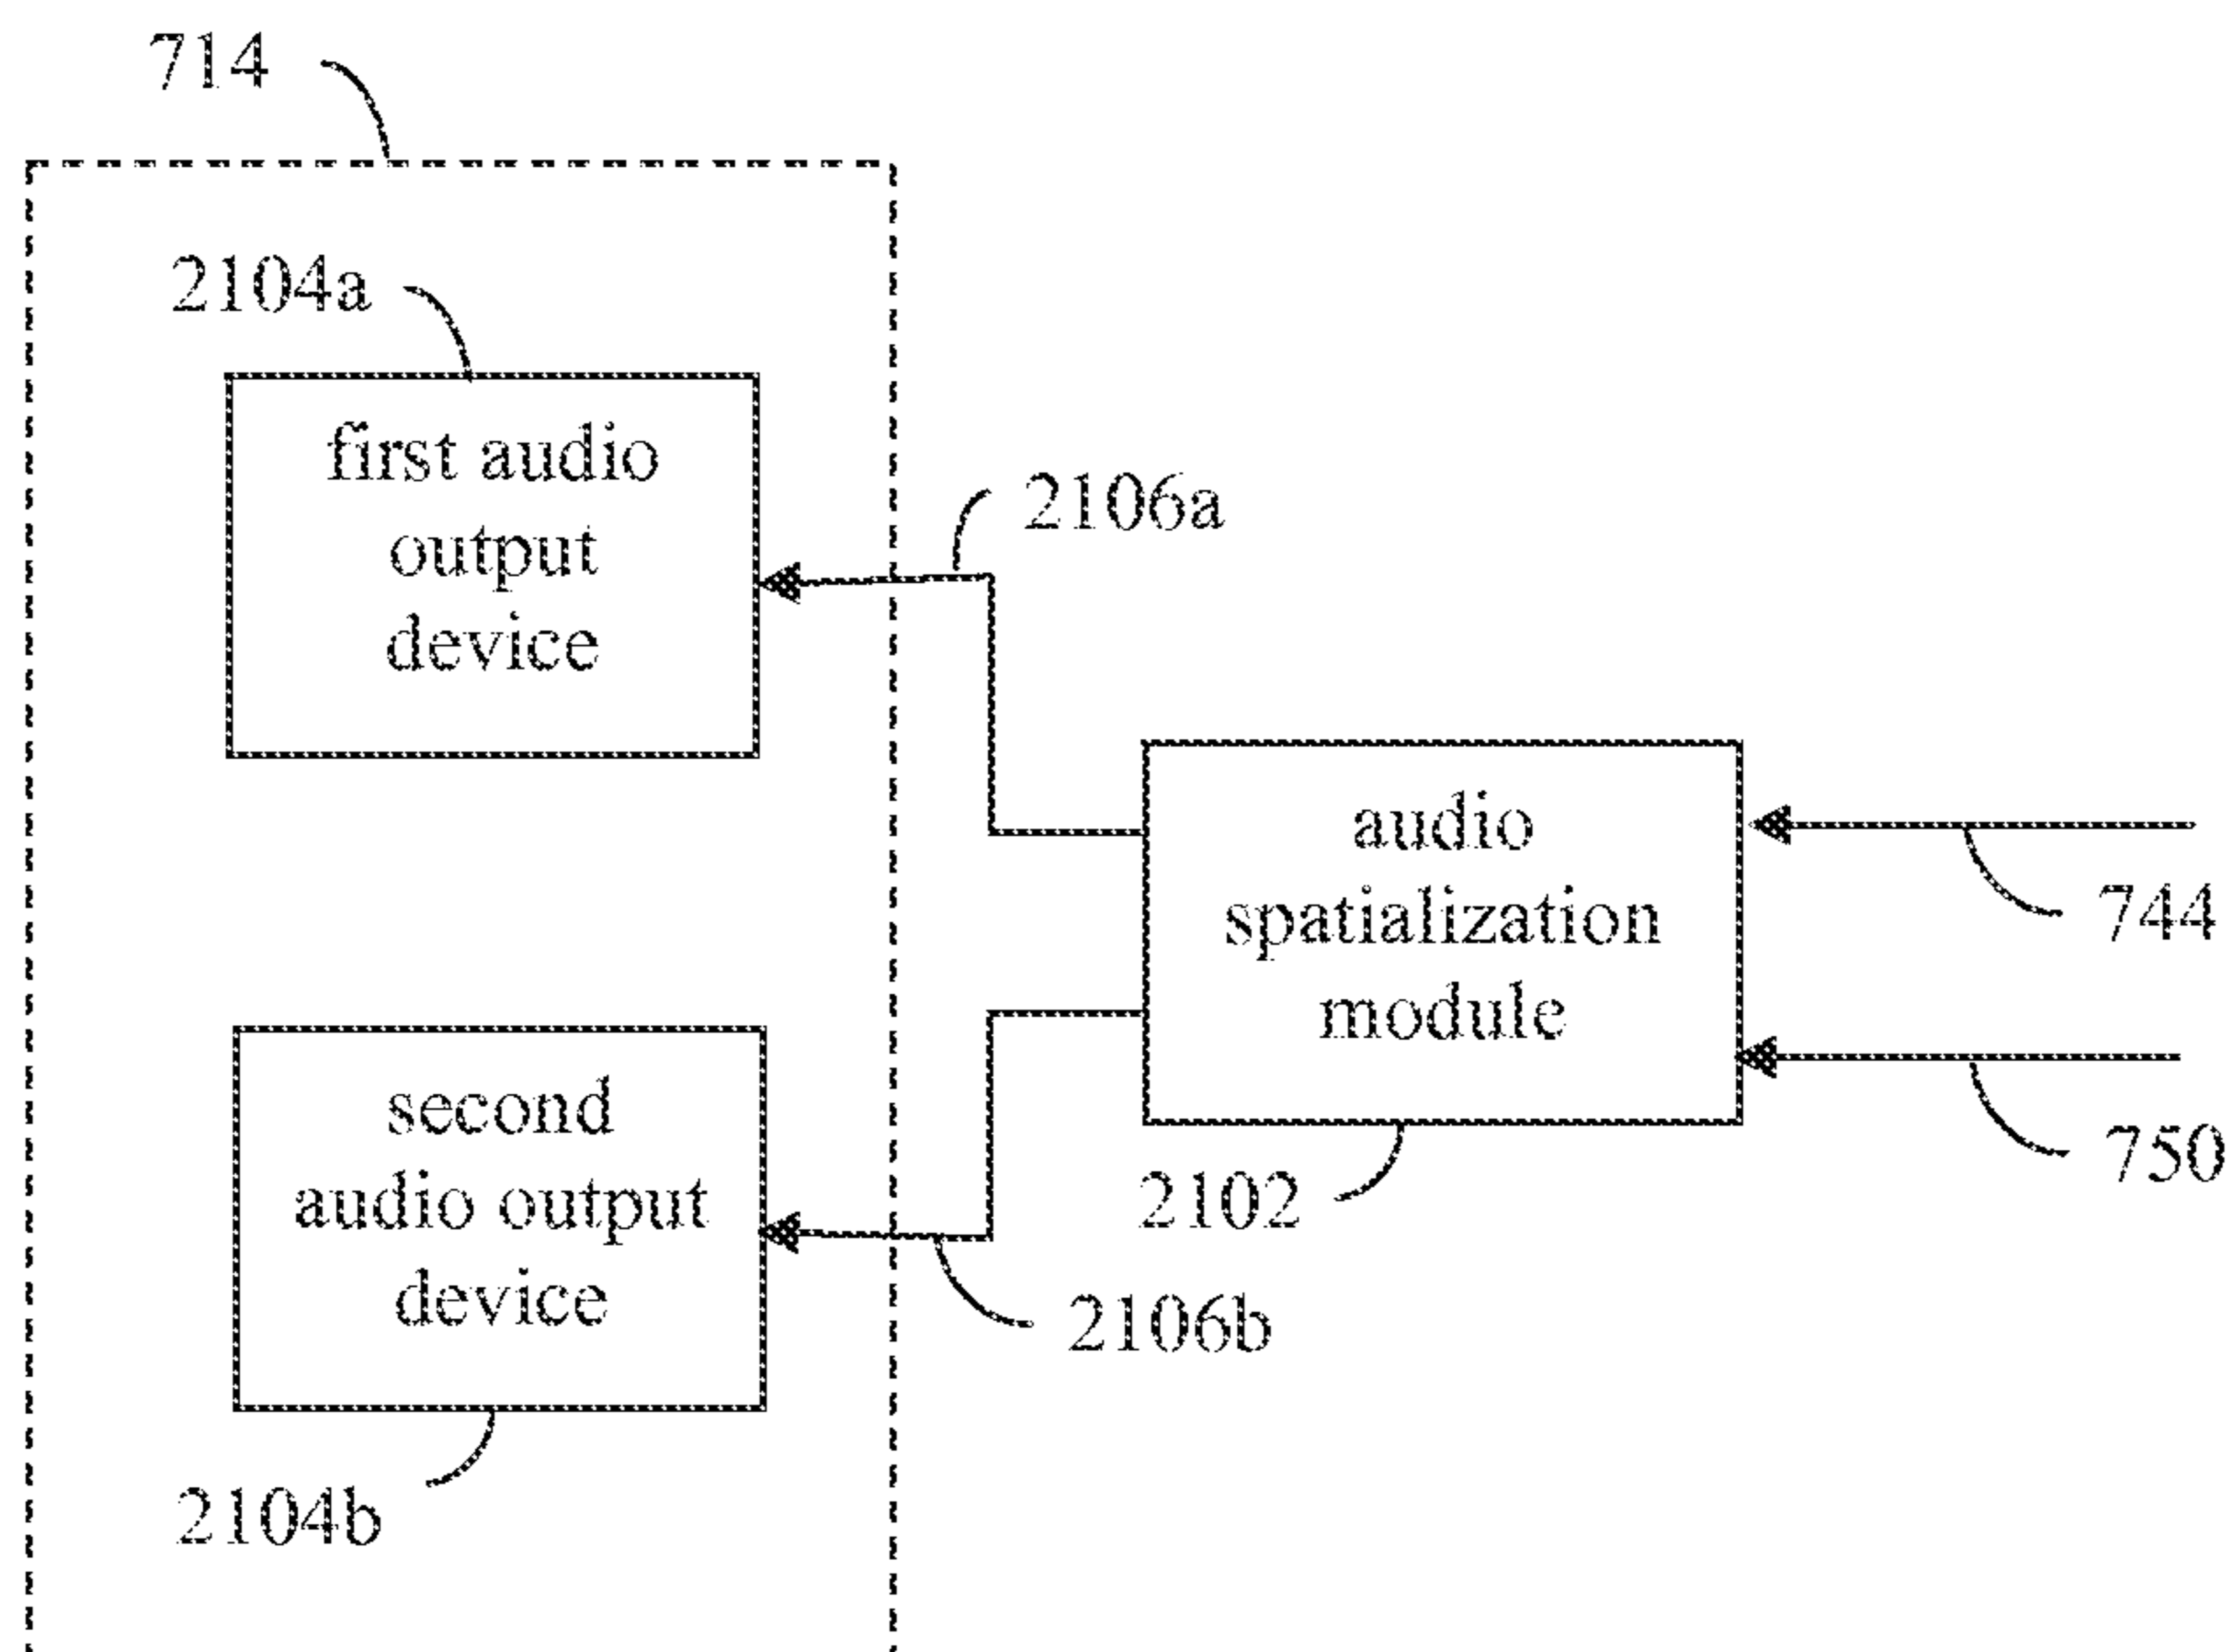 714
2104a
first audio
output
device
2106a
audio
spatialization
module
744
750
2102
second
audio output
device
2106b
2104b